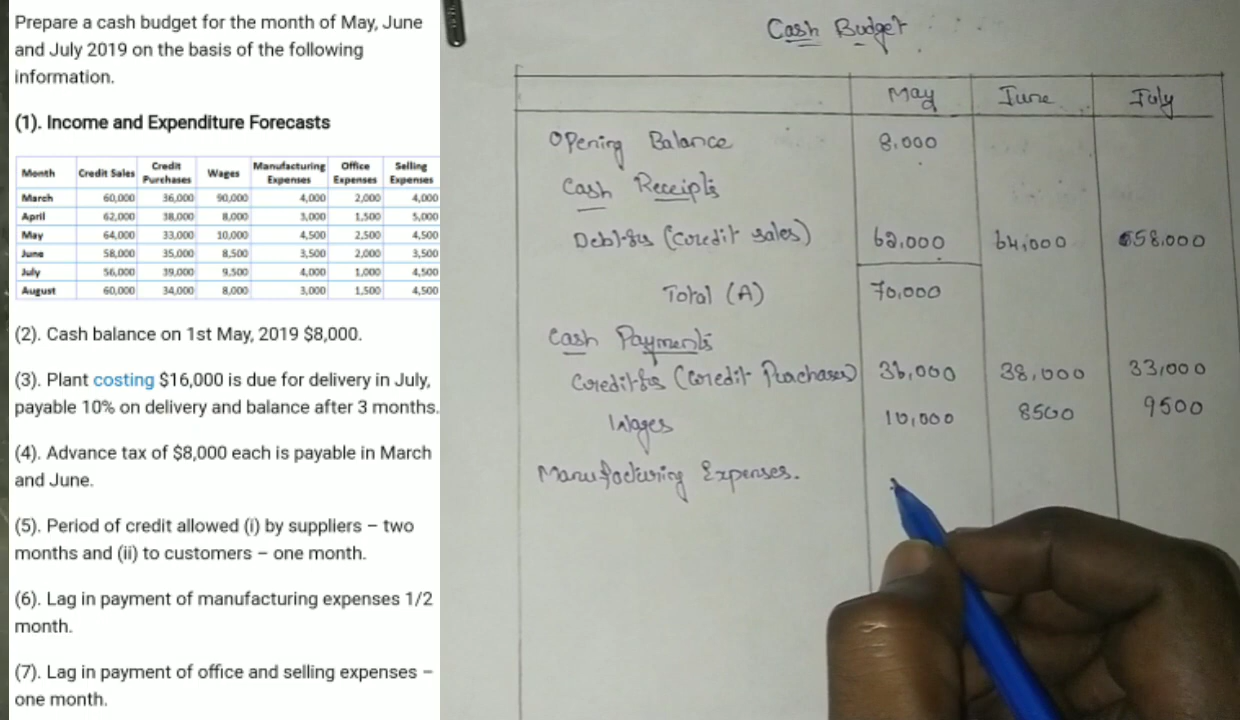 Prepare a cash budget for the month of May, June
and July 2019 on the basis of the following
information.
(1). Income and Expenditure Forecasts
Month Credit Sales Credit Purchases Wages Manufacturing Expenses Office Expenses Selling Expenses
March 60,000 36,000 90,000 4,000 2,000 4,000
April 62,000 38,000 8,000 3,000 1,500 5,000
May 64,000 33,000 10,000 4,500 2,500 4,500
June 58,000 35,000 8,500 3,500 2,000 3,500
July 56,000 39,000 9,500 4,000 1,000 4,500
August 60,000 34,000 8,000 3,000 1,500 4,500
(2). Cash balance on 1st May, 2019 $8,000.
(3). Plant costing $16,000 is due for delivery in July,
payable 10% on delivery and balance after 3 months.
(4). Advance tax of $8,000 each is payable in March
and June.
(5). Period of credit allowed (i) by suppliers – two
months and (ii) to customers – one month.
(6). Lag in payment of manufacturing expenses 1/2
month.
(7). Lag in payment of office and selling expenses –
one month.
Cash Budget
May June July
Opening Balance 8,000
Cash Receipts
Debtors (Credit sales) 62,000 64,000 58,000
Total (A) 70,000
Cash Payments
Creditors (Credit Purchases) 36,000 38,000 33,000
Wages 10,000 8500 9500
Manufacturing Expenses.